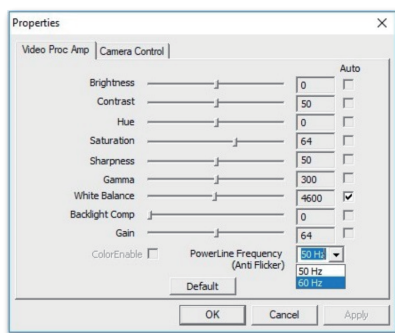 Properties
Video Proc Amp Camera Control
Auto
Brightness 0
Contrast 50
Hue 0
Saturation 64
Sharpness 50
Gamma 300
White Balance 4600
Backlight Comp 0
Gain 64
ColorEnable PowerLine Frequency 50 Hz
(Anti Flicker)
50 Hz
60 Hz
Default
OK Cancel Apply